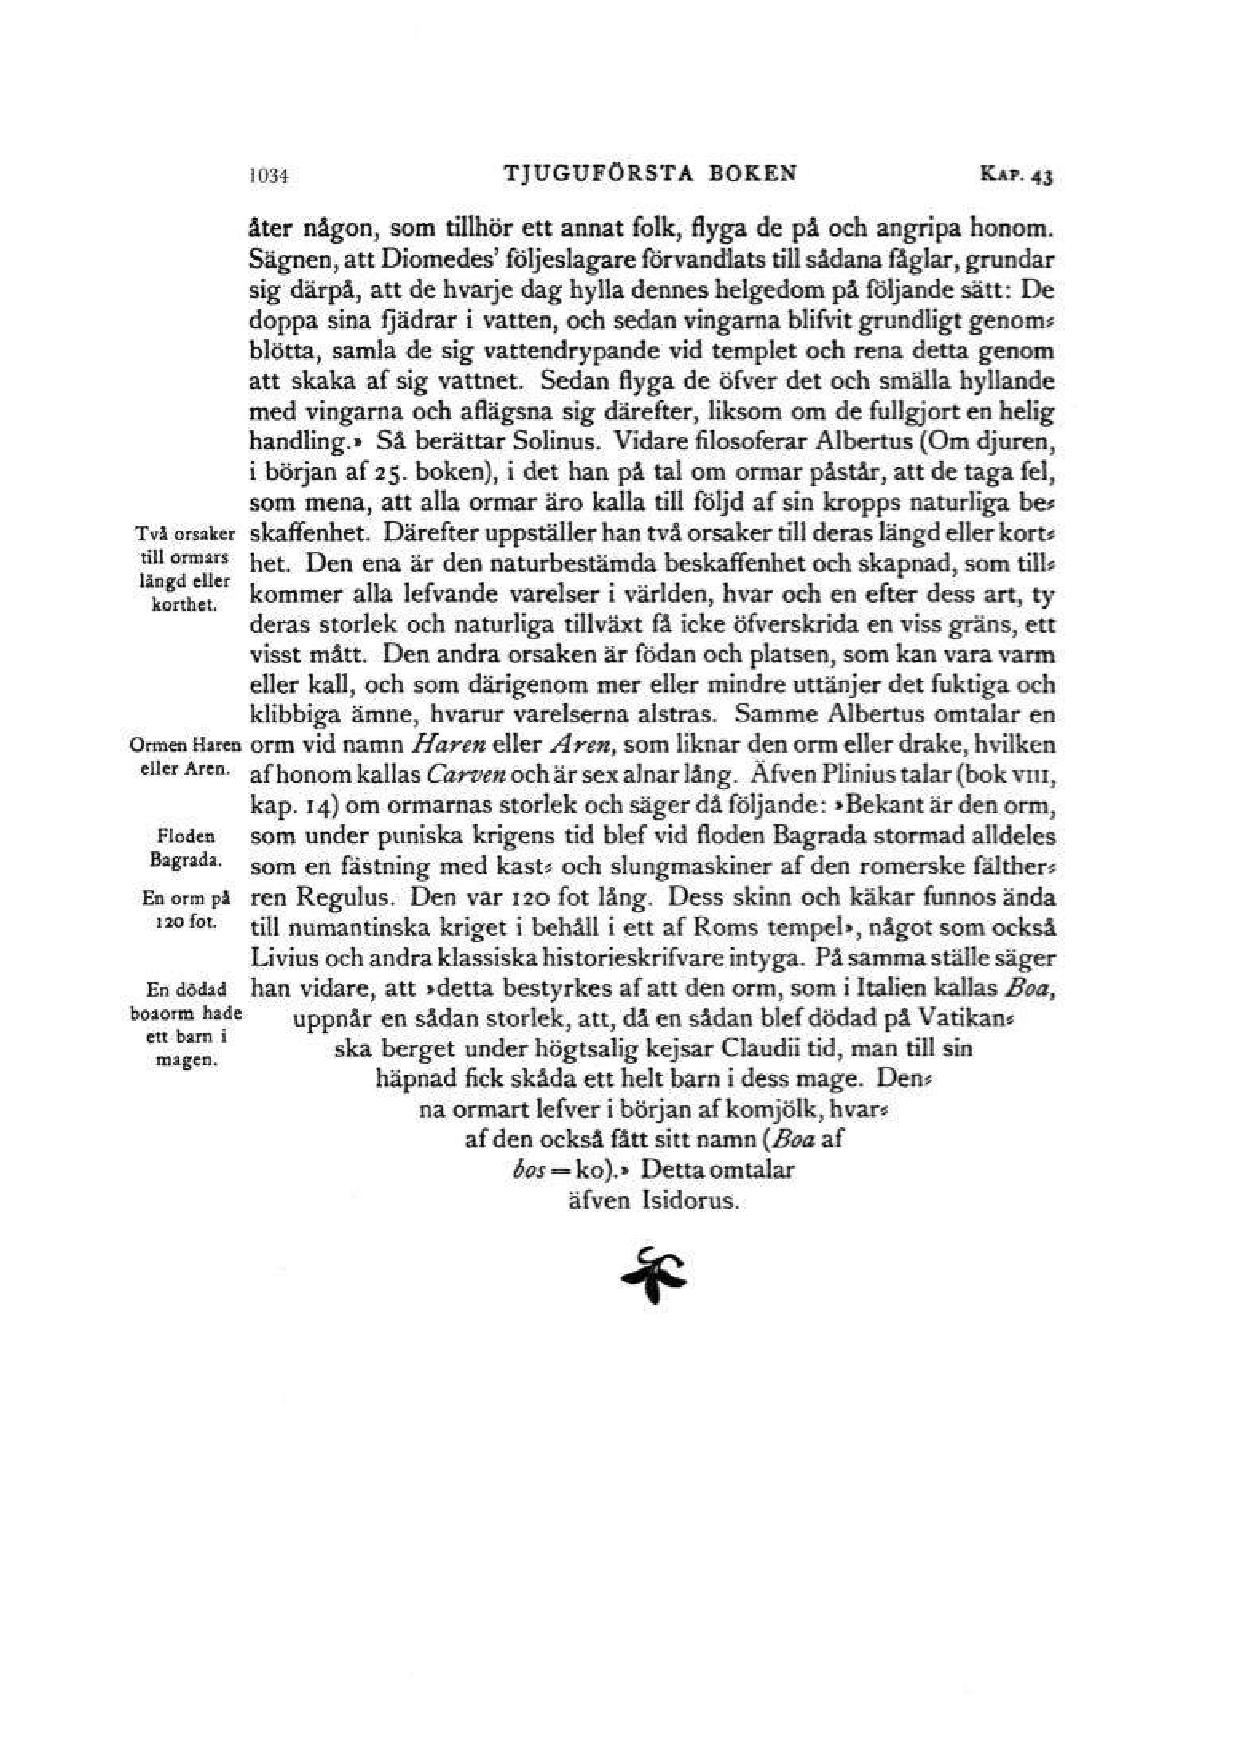 1034 TJUGUFÖRSTA BOKEN KAP. 43
åter någon, som tillhör ett annat folk, flyga de på och angripa honom.
Sägnen, att Diomedes' följeslagare förvandlats till sådana fåglar, grundar
sig därpå, att de hvarje dag hylla dennes helgedom på följande sätt: De
doppa sina fjädrar i vatten, och sedan vingarna blifvit grundligt genom-
blötta, samla de sig vattendrypande vid templet och rena detta genom
att skaka af sig vattnet. Sedan flyga de öfver det och smälla hyllande
med vingarna och aflägsna sig därefter, liksom om de fullgjort en helig
handling.» Så berättar Solinus. Vidare filosoferar Albertus (Om djuren,
i början af 25. boken), i det han på tal om ormar påstår, att de taga fel,
som mena, att alla ormar äro kalla till följd af sin kropps naturliga be-
skaffenhet. Därefter uppställer han två orsaker till deras längd eller kort-
het. Den ena är den naturbestämda beskaffenhet och skapnad, som till-
kommer alla lefvande varelser i världen, hvar och en efter dess art, ty
deras storlek och naturliga tillväxt få icke öfverskrida en viss gräns, ett
visst mått. Den andra orsaken är födan och platsen, som kan vara varm
eller kall, och som därigenom mer eller mindre uttänjer det fuktiga och
klibbiga ämne, hvarur varelserna alstras. Samme Albertus omtalar en
orm vid namn Haren eller Aren, som liknar den orm eller drake, hvilken
af honom kallas Carven och är sex alnar lång. Äfven Plinius talar (bok VIII,
kap. 14) om ormarnas storlek och säger då följande: »Bekant är den orm,
som under puniska krigens tid blef vid floden Bagrada stormad alldeles
som en fästning med kast- och slungmaskiner af den romerske fälther-
ren Regulus. Den var 120 fot lång. Dess skinn och käkar funnos ända
till numantinska kriget i behåll i ett af Roms tempel», något som också
Livius och andra klassiska historieskrifvare intyga. På samma ställe säger
han vidare, att »detta bestyrkes af att den orm, som i Italien kallas Boa,
uppnår en sådan storlek, att, då en sådan blef dödad på Vatikan-
ska berget under högtsalig kejsar Claudii tid, man till sin
häpnad fick skåda ett helt barn i dess mage. Den-
na ormart lefver i början af komjölk, hvar-
af den också fått sitt namn (Boa af
bos = ko).» Detta omtalar
äfven Isidorus.
Två orsaker
till ormars
längd eller
korthet.
Ormen Haren
eller Aren.
Floden
Bagrada.
En orm på
120 fot.
En dödad
boaorm hade
ett barn i
magen.